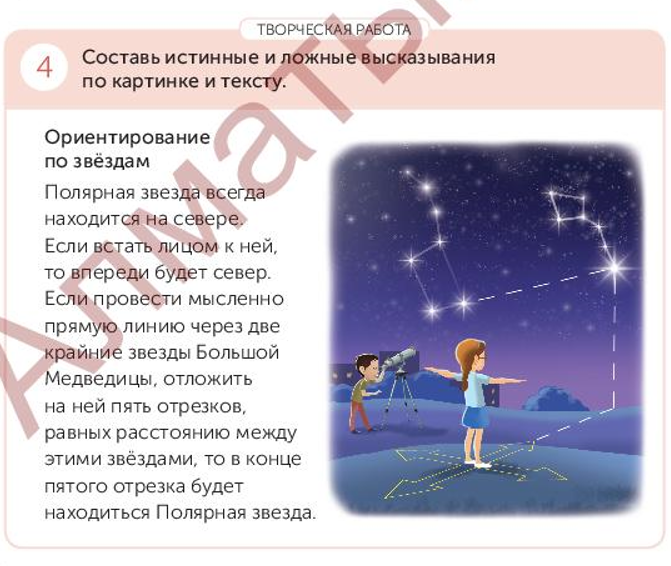 ТВОРЧЕСКАЯ РАБОТА
4
Составь истинные и ложные высказывания
по картинке и тексту.
Ориентирование
по звёздам
Полярная звезда всегда
находится на севере.
Если встать лицом к ней,
то впереди будет север.
Если провести мысленно
прямую линию через две
крайние звезды Большой
Медведицы, отложить
на ней пять отрезков,
равных расстоянию между
этими звёздами, то в конце
пятого отрезка будет
находиться Полярная звезда.
Алматы